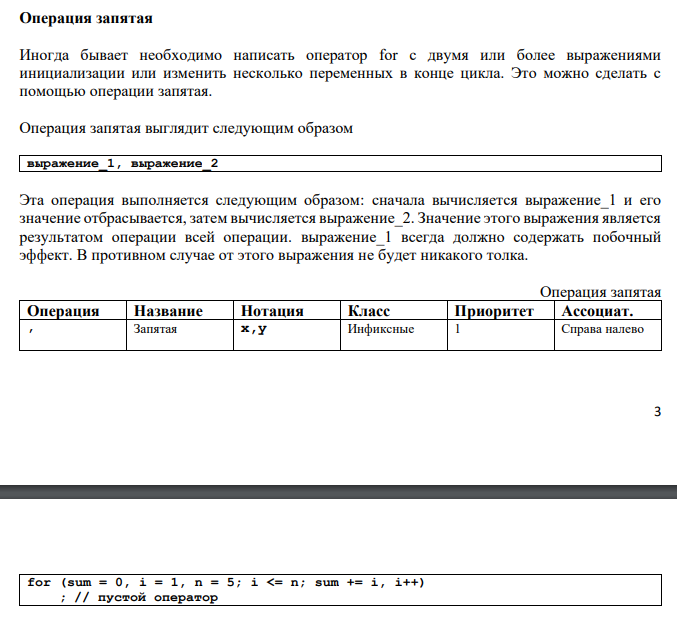 Операция запятая
Иногда бывает необходимо написать оператор for с двумя или более выражениями
инициализации или изменить несколько переменных в конце цикла. Это можно сделать с
помощью операции запятая.
Операция запятая выглядит следующим образом
выражение_1, выражение_2
Эта операция выполняется следующим образом: сначала вычисляется выражение_1 и его
значение отбрасывается, затем вычисляется выражение_2. Значение этого выражения является
результатом операции всей операции. выражение_1 всегда должно содержать побочный
эффект. В противном случае от этого выражения не будет никакого толка.
Операция запятая
Операция Название Нотация Класс Приоритет Ассоциат.
, Запятая x,y Инфиксные 1 Справа налево
3
for (sum = 0, i = 1, n = 5; i <= n; sum += i, i++)
; // пустой оператор